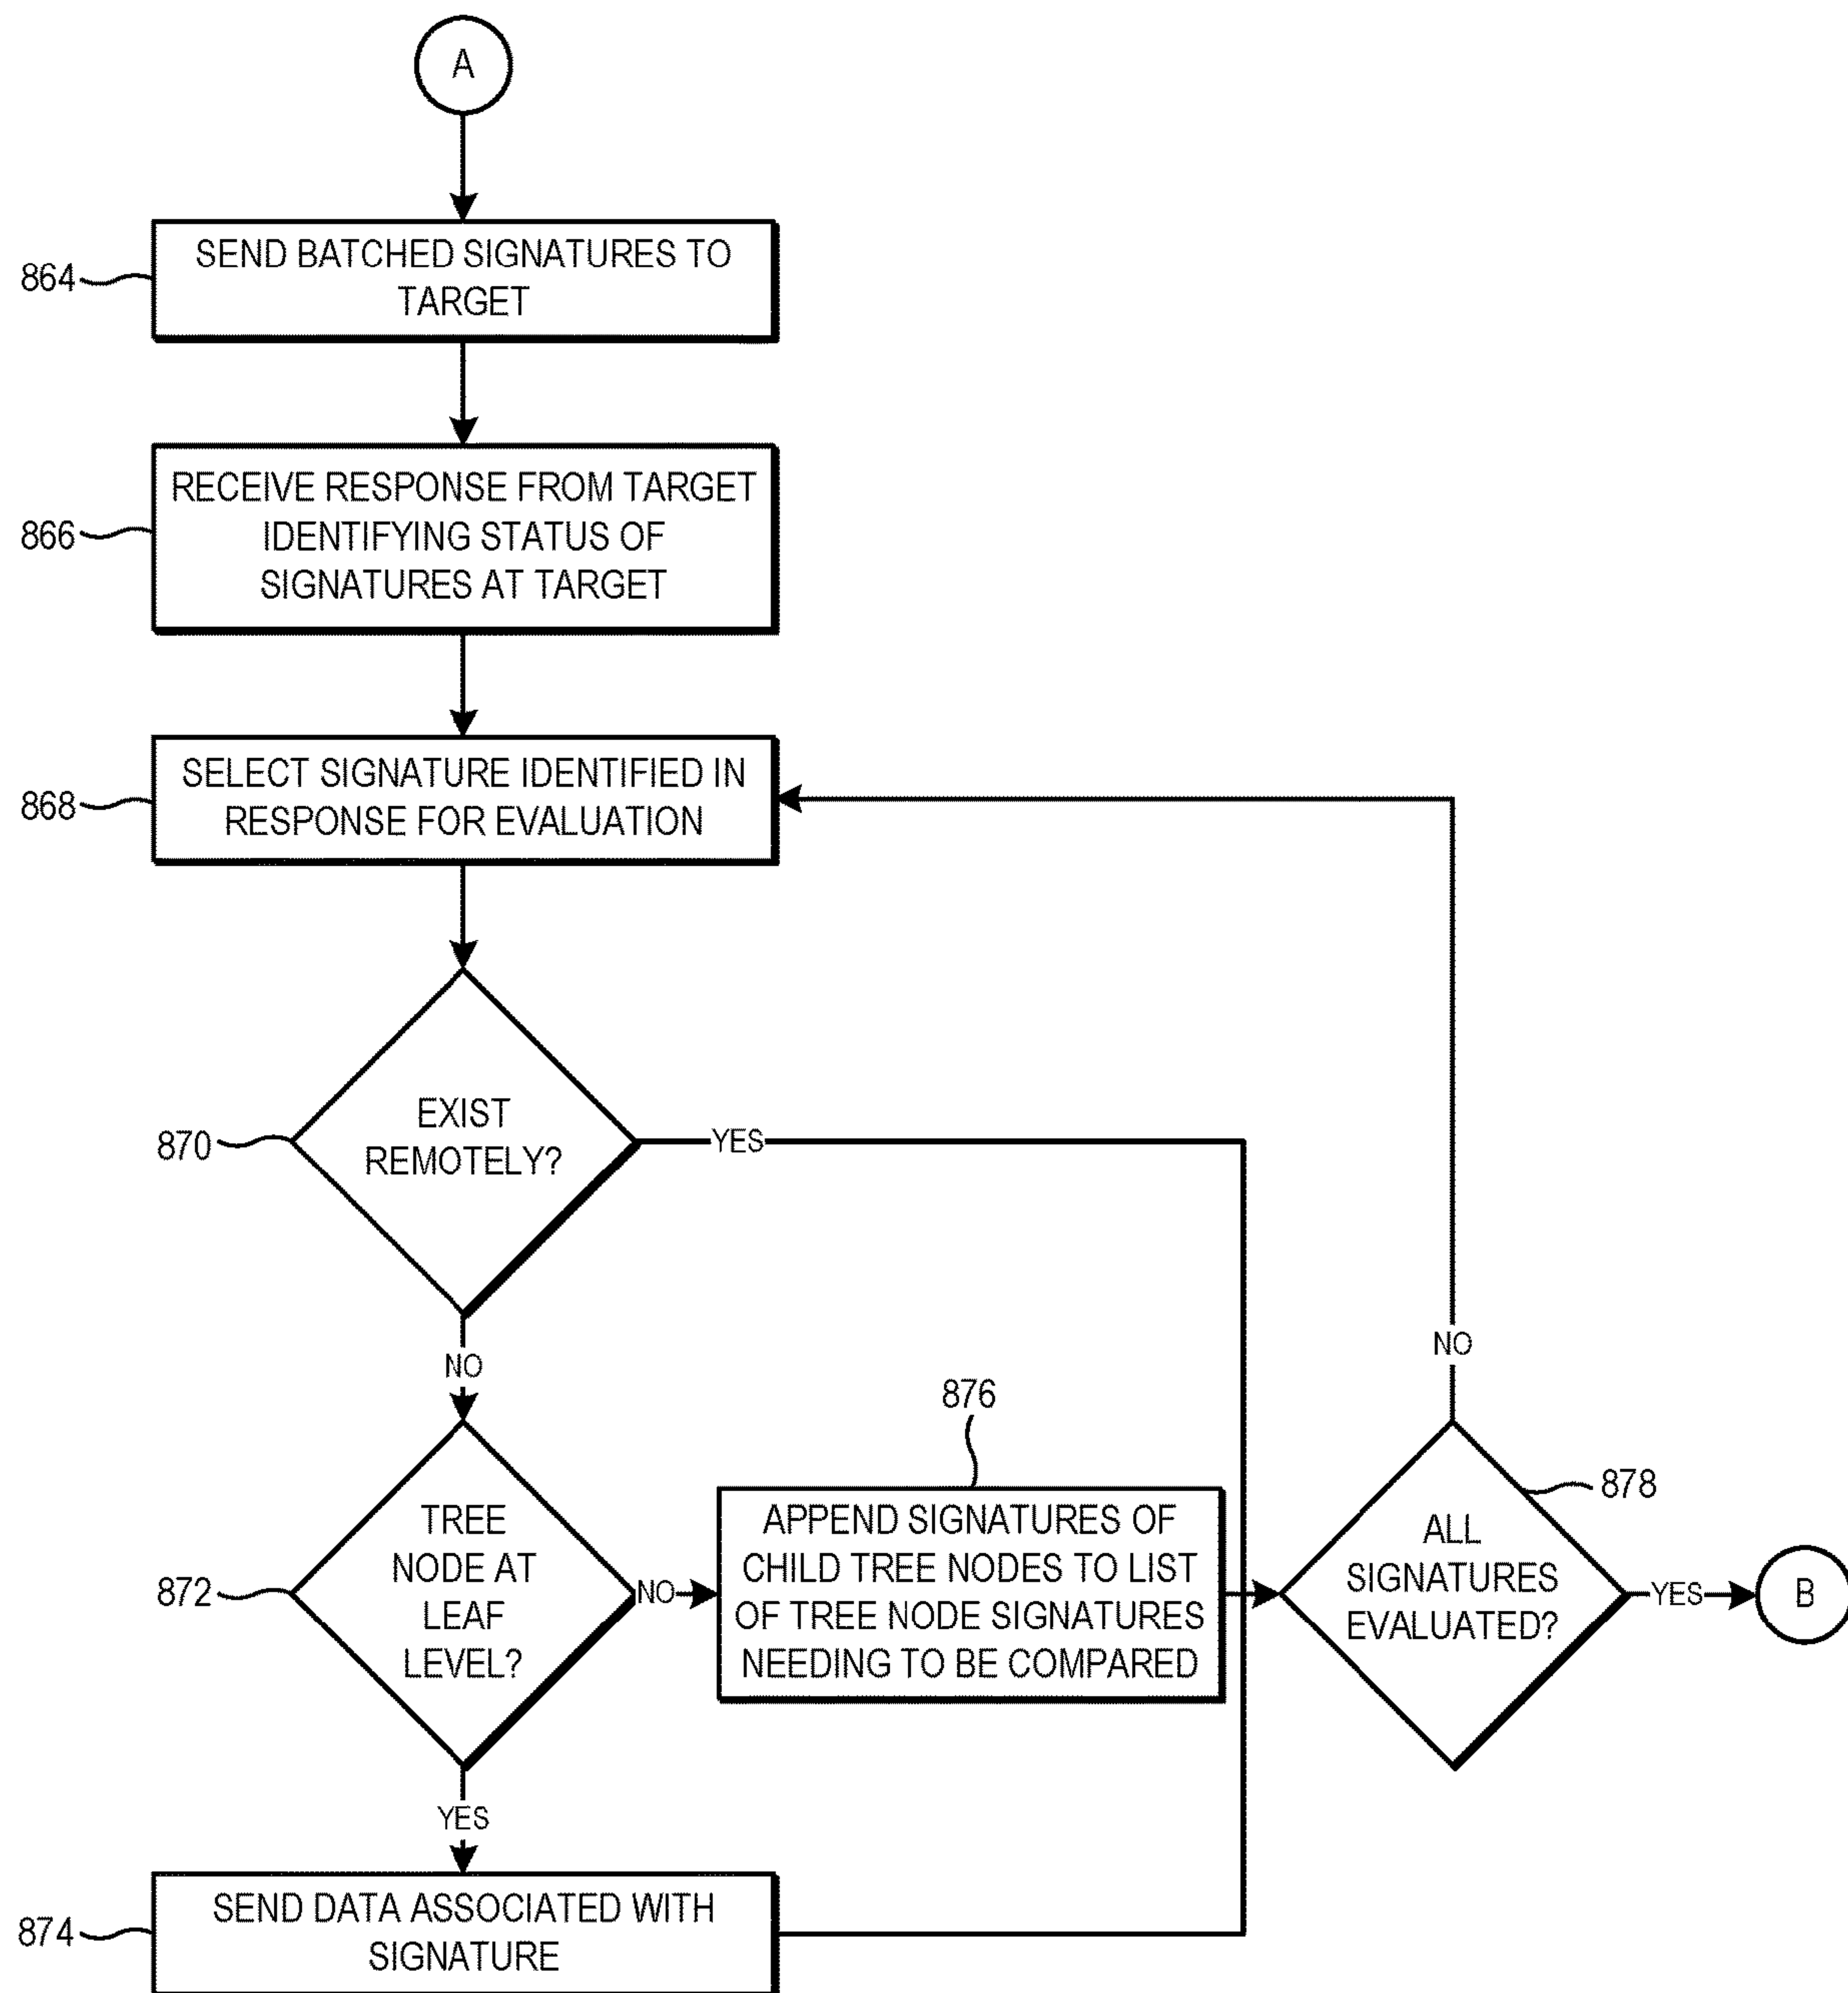 A
864
SEND BATCHED SIGNATURES TO
TARGET
866
RECEIVE RESPONSE FROM TARGET
IDENTIFYING STATUS OF
SIGNATURES AT TARGET
868
SELECT SIGNATURE IDENTIFIED IN
RESPONSE FOR EVALUATION
870
EXIST
REMOTELY?
YES
NO
872
TREE
NODE AT
LEAF
LEVEL?
NO
876
APPEND SIGNATURES OF
CHILD TREE NODES TO LIST
OF TREE NODE SIGNATURES
NEEDING TO BE COMPARED
NO
878
ALL
SIGNATURES
EVALUATED?
YES
B
YES
874
SEND DATA ASSOCIATED WITH
SIGNATURE